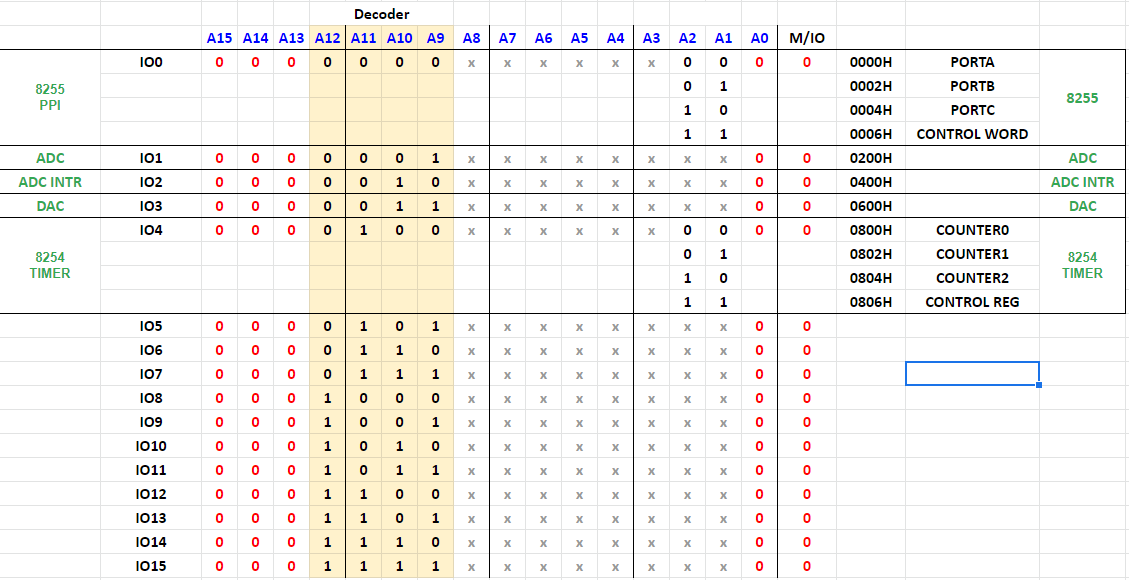 Decoder
A15 A14 A13 A12 A11 A10 A9 A8 A7 A6 A5 A4 A3 A2 A1 A0 M/IO
8255 PPI IO0 0 0 0 0 0 0 0 x x x x x x 0 0 0 0 0000H PORTA 8255
0 1 0002H PORTB
1 0 0004H PORTC
1 1 0006H CONTROL WORD
ADC IO1 0 0 0 0 0 0 1 x x x x x x x x 0 0 0200H ADC
ADC INTR IO2 0 0 0 0 0 1 0 x x x x x x x x 0 0 0400H ADC INTR
DAC IO3 0 0 0 0 0 1 1 x x x x x x x x 0 0 0600H DAC
8254 TIMER IO4 0 0 0 0 1 0 0 x x x x x x 0 0 0 0 0800H COUNTER0 8254 TIMER
0 1 0802H COUNTER1
1 0 0804H COUNTER2
1 1 0806H CONTROL REG
IO5 0 0 0 0 1 0 1 x x x x x x x x 0 0
IO6 0 0 0 0 1 1 0 x x x x x x x x 0 0
IO7 0 0 0 0 1 1 1 x x x x x x x x 0 0
IO8 0 0 0 1 0 0 0 x x x x x x x x 0 0
IO9 0 0 0 1 0 0 1 x x x x x x x x 0 0
IO10 0 0 0 1 0 1 0 x x x x x x x x 0 0
IO11 0 0 0 1 0 1 1 x x x x x x x x 0 0
IO12 0 0 0 1 1 0 0 x x x x x x x x 0 0
IO13 0 0 0 1 1 0 1 x x x x x x x x 0 0
IO14 0 0 0 1 1 1 0 x x x x x x x x 0 0
IO15 0 0 0 1 1 1 1 x x x x x x x x 0 0